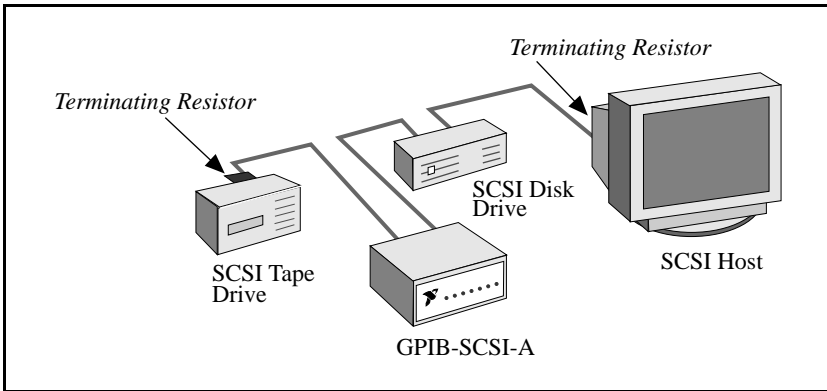 Terminating Resistor
Terminating Resistor
SCSI Disk
Drive
SCSI Host
SCSI Tape
Drive
GPIB-SCSI-A